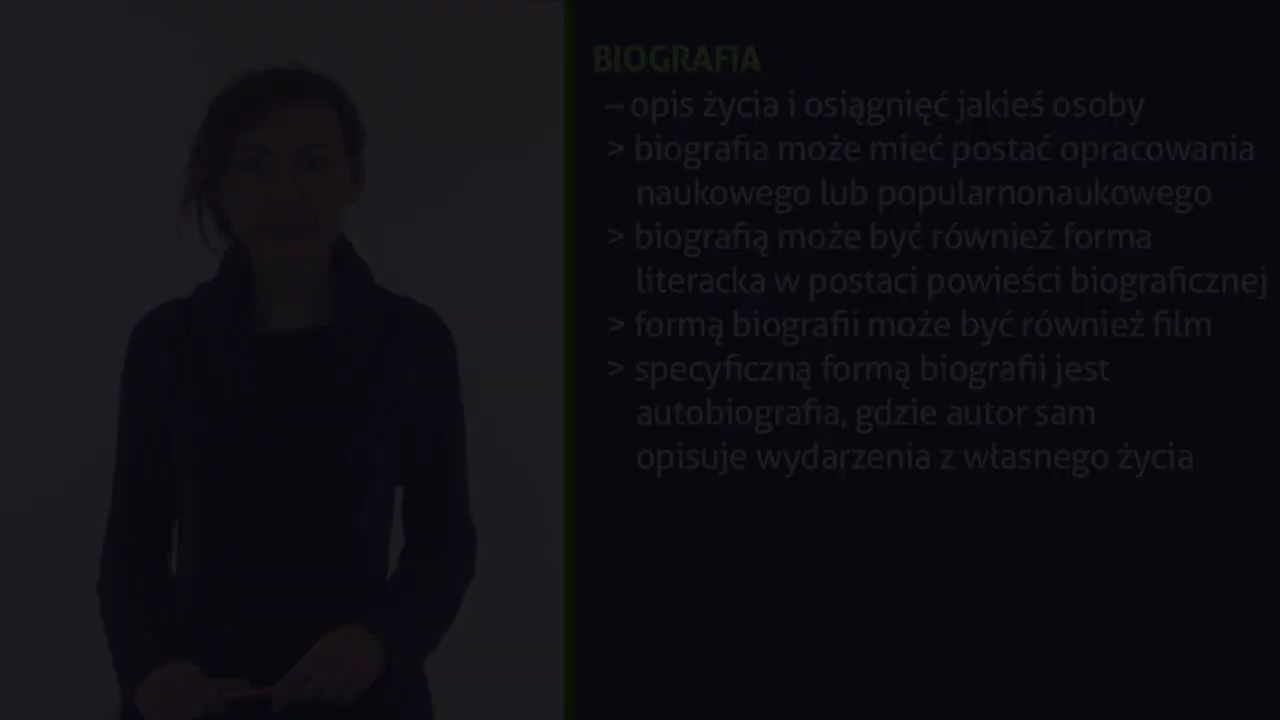 BIOGRAFIA
– opis życia i osiągnięć jakieś osoby
> biografia może mieć postać opracowania
naukowego lub popularnonaukowego
> biografią może być również forma
literacka w postaci powieści biograficznej
> formą biografii może być również film
> specyficzną formą biografii jest
autobiografia, gdzie autor sam
opisuje wydarzenia z własnego życia